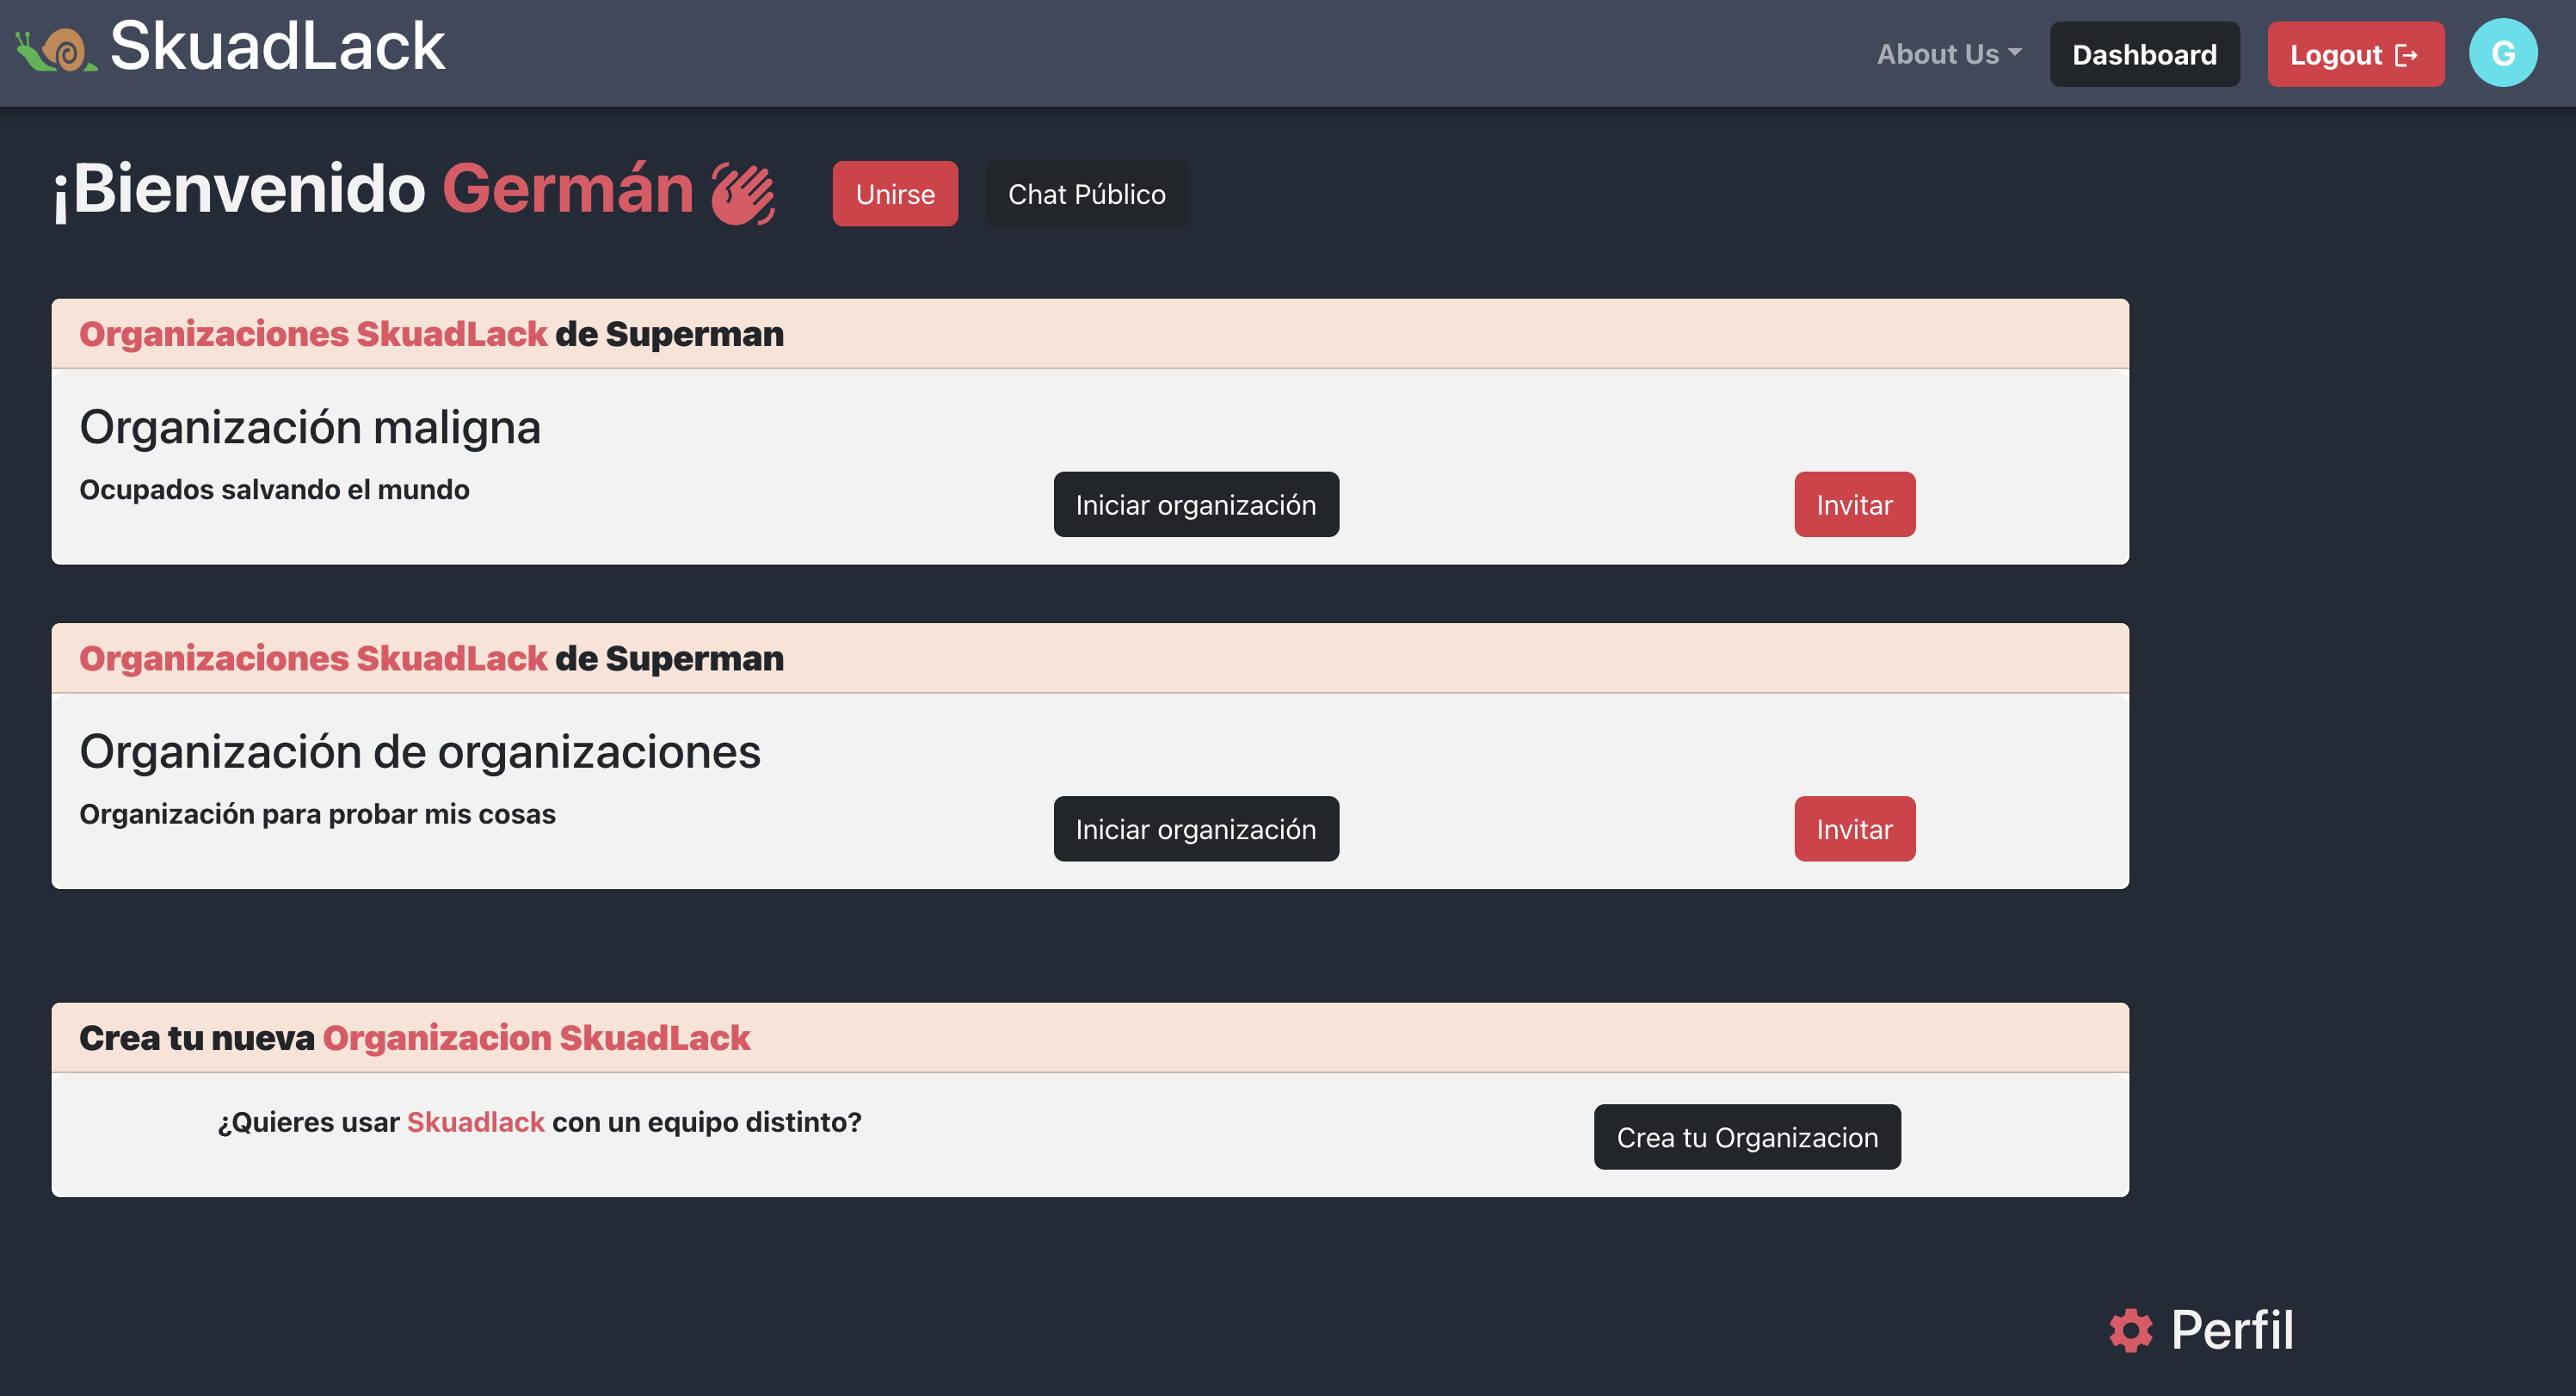 SkuadLack
About Us
Dashboard
Logout
G
¡Bienvenido Germán
Unirse
Chat Público
Organizaciones SkuadLack de Superman
Organización maligna
Ocupados salvando el mundo
Iniciar organización
Invitar
Organizaciones SkuadLack de Superman
Organización de organizaciones
Organización para probar mis cosas
Iniciar organización
Invitar
Crea tu nueva Organizacion SkuadLack
¿Quieres usar Skuadlack con un equipo distinto?
Crea tu Organizacion
Perfil